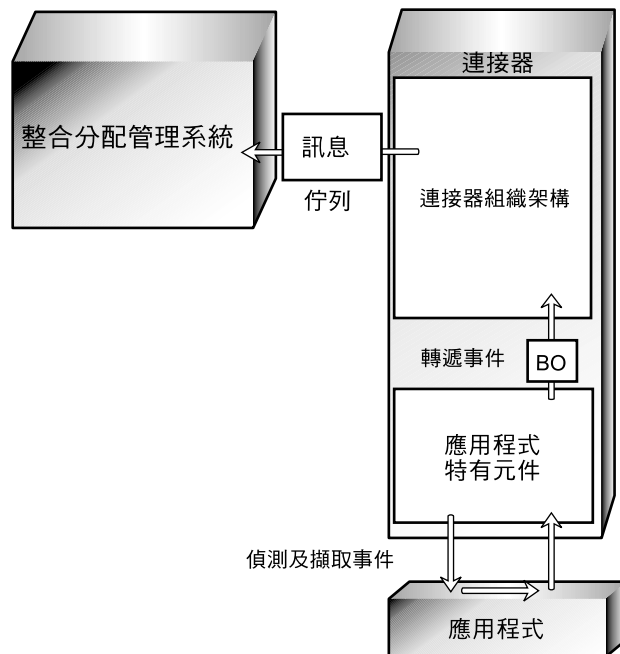 連接器
整合分配管理系統
訊息
佇列
連接器組織架構
轉遞事件
BO
應用程式
特有元件
偵測及擷取事件
應用程式